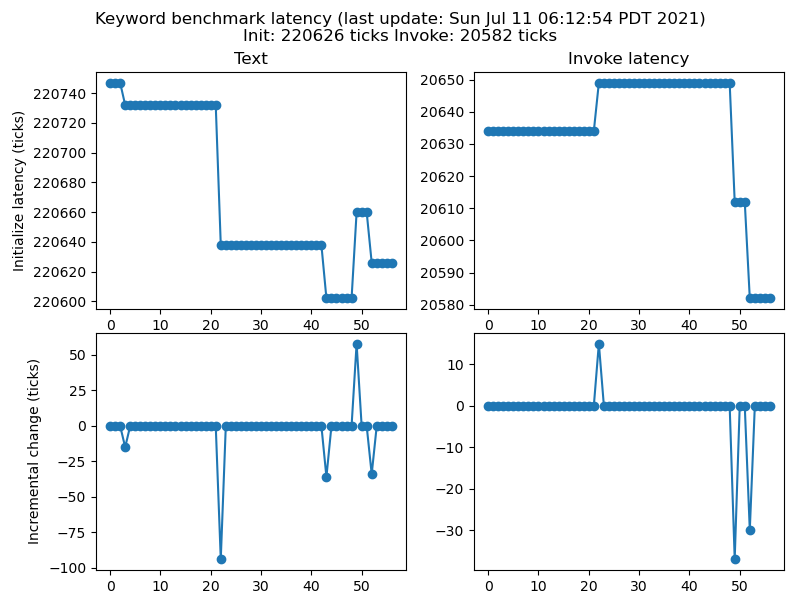 Keyword benchmark latency (last update: Sun Jul 11 06:12:54 PDT 2021)
Init: 220626 ticks Invoke: 20582 ticks
Text
Invoke latency
Initialize latency (ticks)
220740
220720
220700
220680
220660
220640
220620
220600
0 10 20 30 40 50
20650
20640
20630
20620
20610
20600
20590
20580
0 10 20 30 40 50
Incremental change (ticks)
50
25
0
−25
−50
−75
−100
0 10 20 30 40 50
10
0
−10
−20
−30
0 10 20 30 40 50